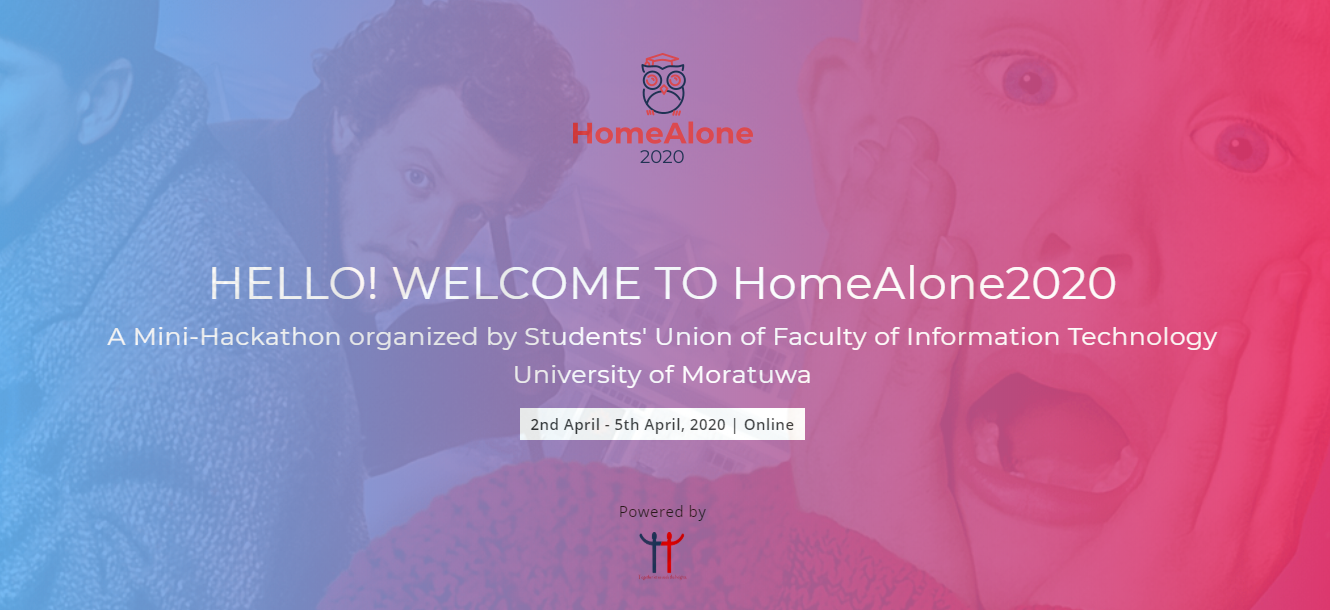 HomeAlone
2020
HELLO! WELCOME TO HomeAlone2020
A Mini-Hackathon organized by Students' Union of Faculty of Information Technology
University of Moratuwa
2nd April - 5th April, 2020 | Online
Powered by